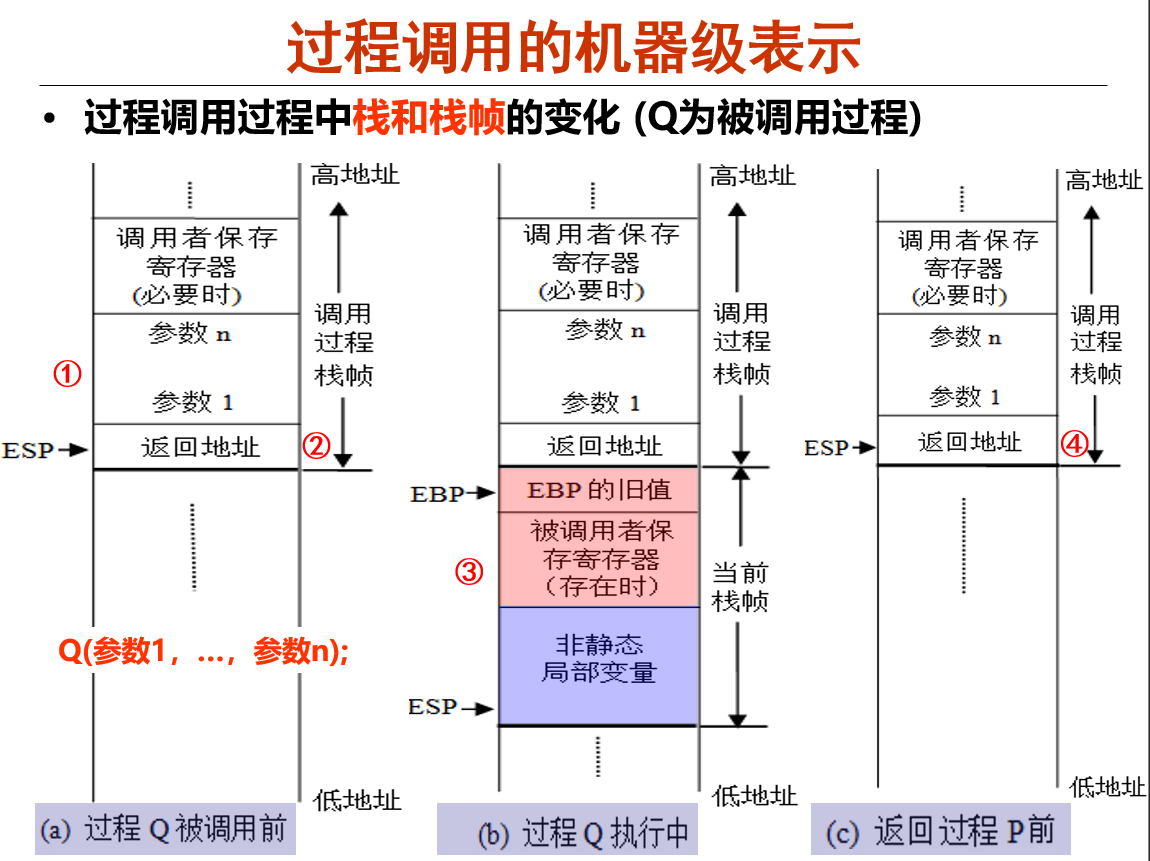 过程调用的机器级表示
• 过程调用过程中栈和栈帧的变化 (Q为被调用过程)
高地址
调用者保存
寄存器
(必要时)
参数 n
调用
过程
栈帧
①
参数 1
ESP
返回地址
②
Q(参数1，…，参数n);
低地址
(a) 过程 Q 被调用前
高地址
调用者保存
寄存器
(必要时)
参数 n
调用
过程
栈帧
参数 1
返回地址
EBP
EBP 的旧值
被调用者保
存寄存器
（存在时）
③
当前
栈帧
非静态
局部变量
ESP
低地址
(b) 过程 Q 执行中
高地址
调用者保存
寄存器
(必要时)
参数 n
调用
过程
栈帧
参数 1
ESP
返回地址
④
低地址
(c) 返回过程 P 前